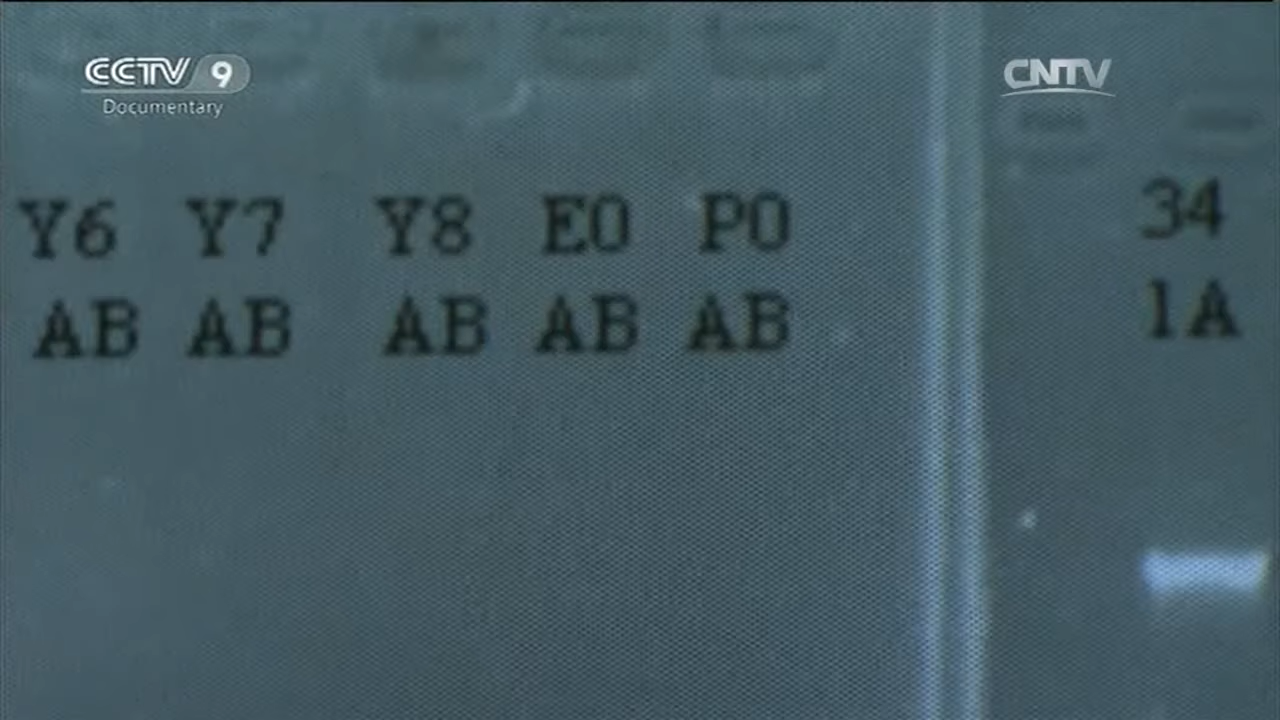 CCTV 9
Documentary
CNTV
Y6 Y7 Y8 E0 P0
AB AB AB AB AB
34
1A